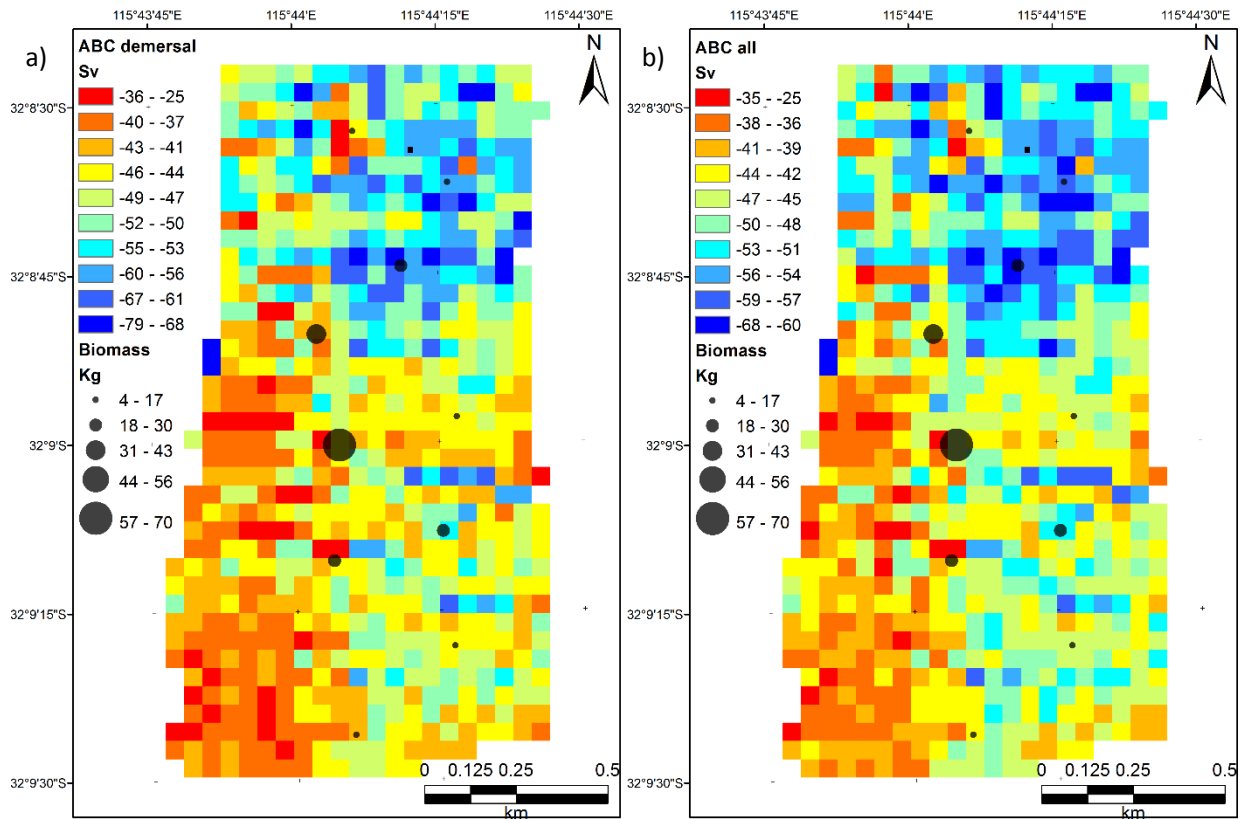 115°43'45"E 115°44'E 115°44'15"E 115°44'30"E 115°43'45"E 115°44'E 115°44'15"E 115°44'30"E
a)
ABC demersal
Sv
-36 - -25
-40 - -37
-43 - -41
-46 - -44
-49 - -47
-52 - -50
-55 - -53
-60 - -56
-67 - -61
-79 - -68
Biomass
Kg
4 - 17
18 - 30
31 - 43
44 - 56
57 - 70
N
32°8'30"S
32°8'45"S
32°9'S
32°9'15"S
32°9'30"S
0 0.125 0.25 0.5
km
b)
ABC all
Sv
-35 - -25
-38 - -36
-41 - -39
-44 - -42
-47 - -45
-50 - -48
-53 - -51
-56 - -54
-59 - -57
-68 - -60
Biomass
Kg
4 - 17
18 - 30
31 - 43
44 - 56
57 - 70
N
32°8'30"S
32°8'45"S
32°9'S
32°9'15"S
32°9'30"S
0 0.125 0.25 0.5
km